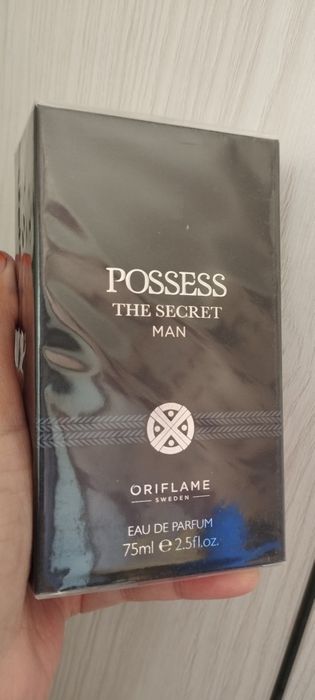 POSSESS
THE SECRET
MAN
ORIFLAME
SWEDEN
EAU DE PARFUM
75ml e 2.5fl.oz.